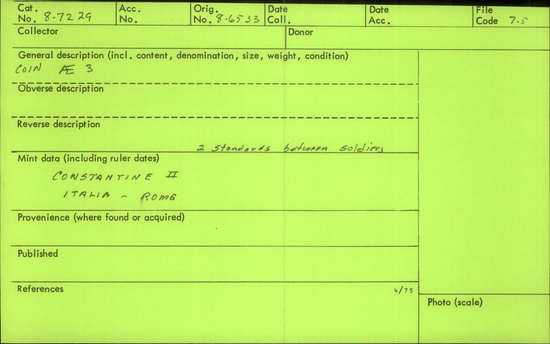 Cat. No. 8-7229 Acc. No. Orig. No. 8-6533 Date Coll. Date Acc. File Code 7.5
Collector Donor
General description (incl. content, denomination, size, weight, condition)
COIN Æ 3
Obverse description
Reverse description
2 standards between soldiers
Mint data (including ruler dates)
CONSTANTINE II
ITALIA - ROME
Provenience (where found or acquired)
Published
References 4/75
Photo (scale)